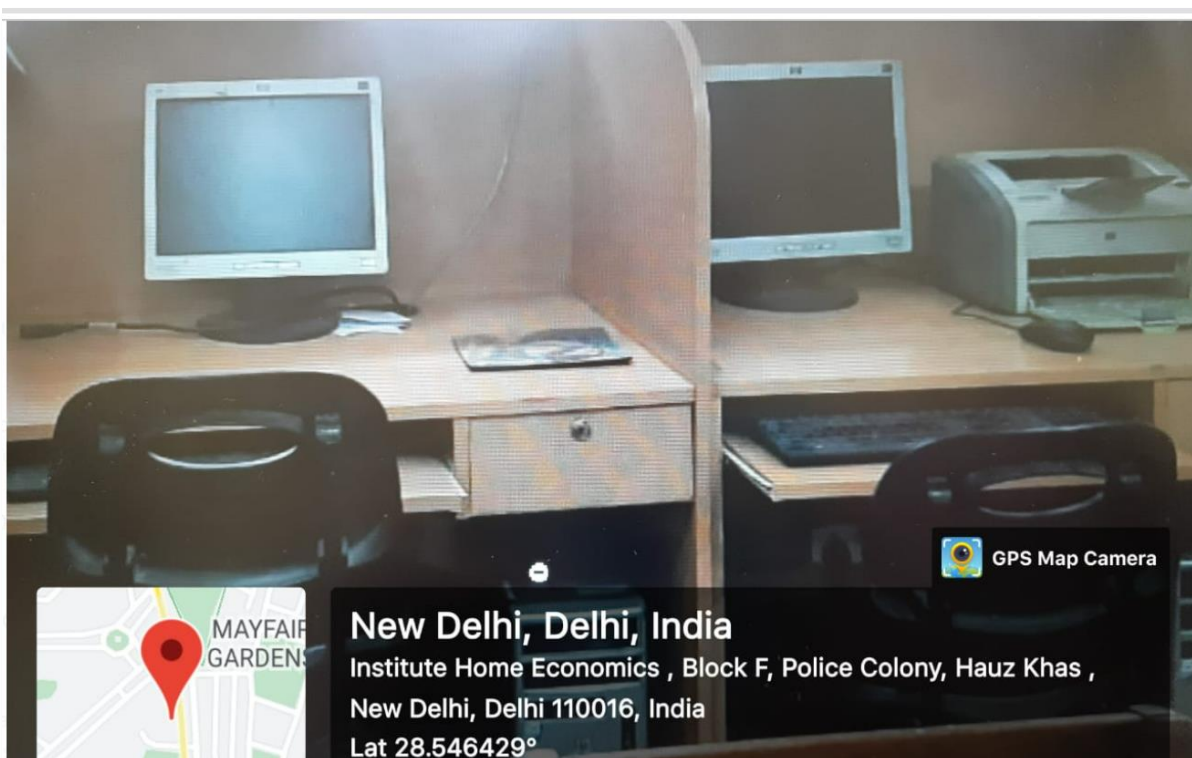 GPS Map Camera
MAYFAIR
GARDENS
New Delhi, Delhi, India
Institute Home Economics , Block F, Police Colony, Hauz Khas ,
New Delhi, Delhi 110016, India
Lat 28.546429°